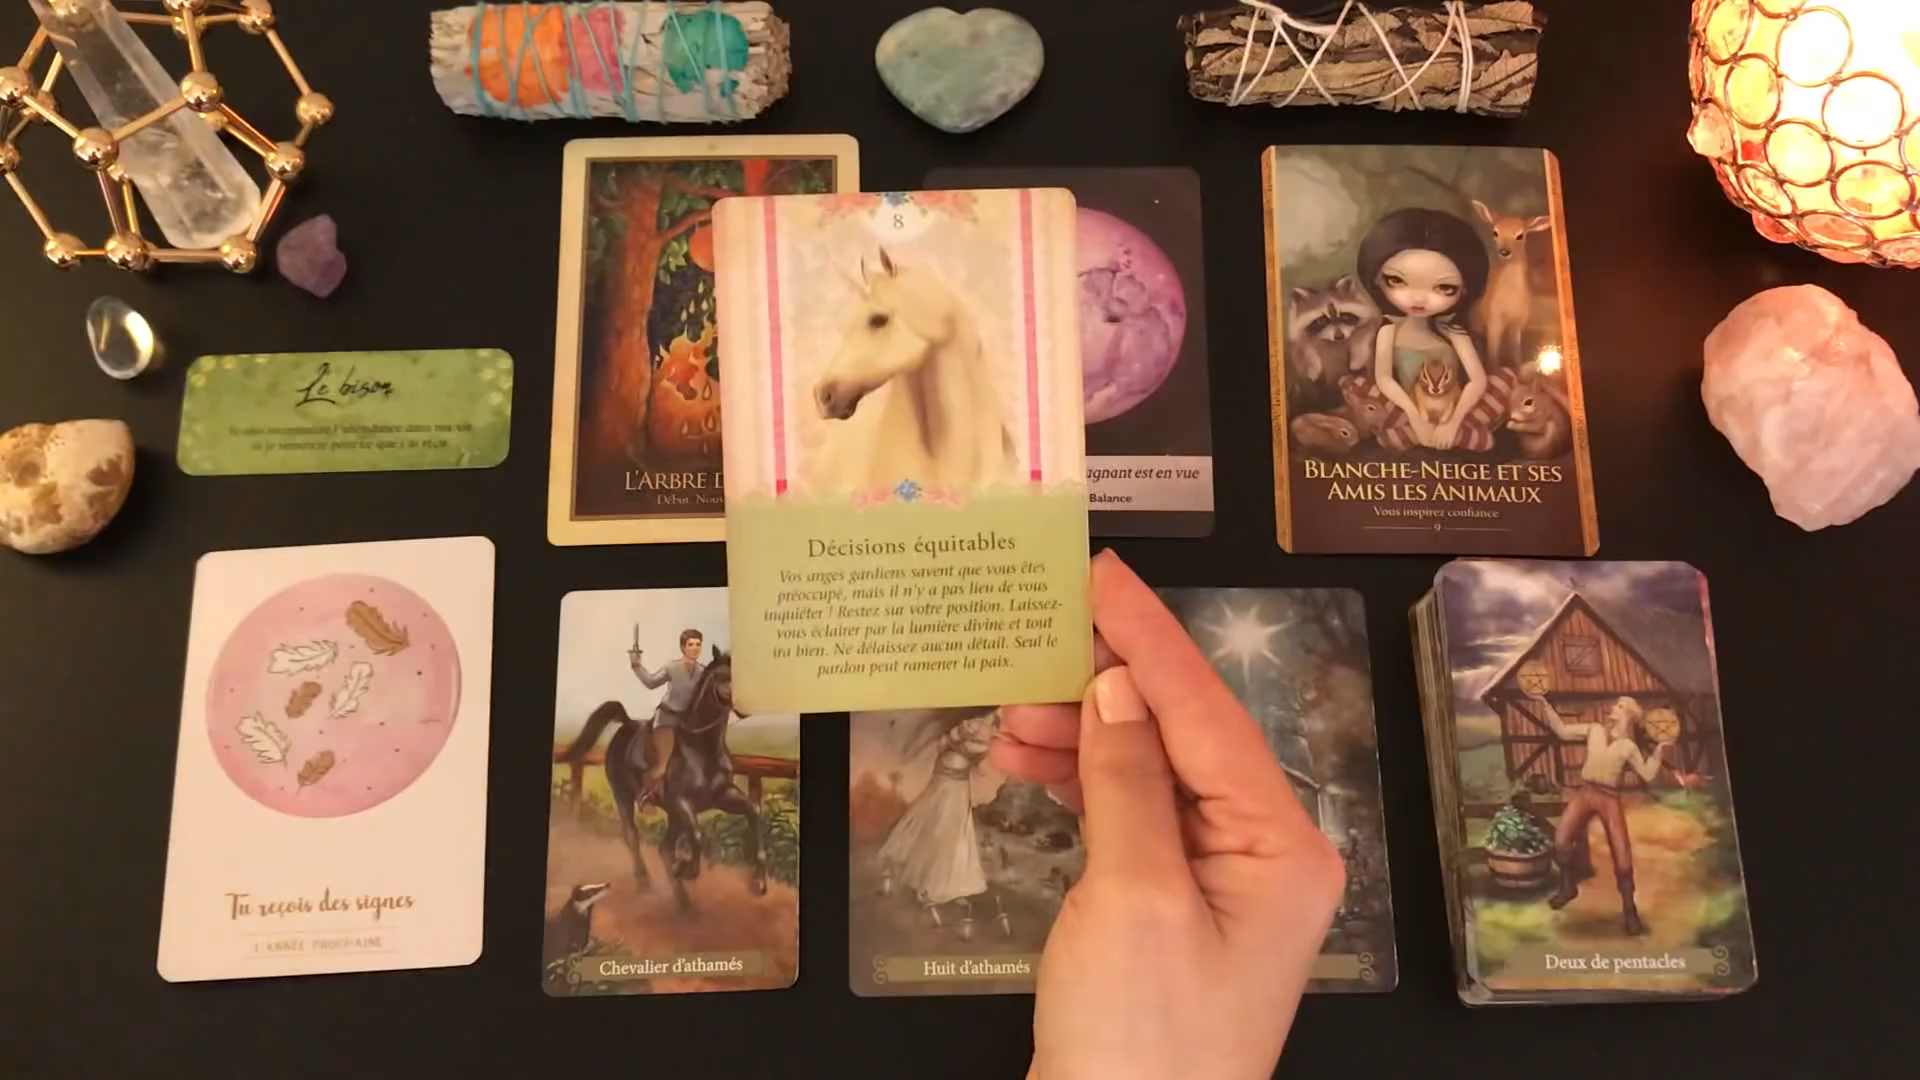 8
Le bison
L'ARBRE D
Début. Nous
agnant est en vue
Balance
BLANCHE-NEIGE ET SES
AMIS LES ANIMAUX
Vous inspirez confiance
9
Décisions équitables
Vos anges gardiens savent que vous êtes
préoccupé, mais il n'y a pas lieu de vous
inquiéter ! Restez sur votre position. Laissez-
vous éclairer par la lumière divine et tout
ira bien. Ne délaissez aucun détail. Seul le
pardon peut ramener la paix.
Tu reçois des signes
L'ANNÉE PROCHAINE
Chevalier d'athamés
Huit d'athamés
Deux de pentacles